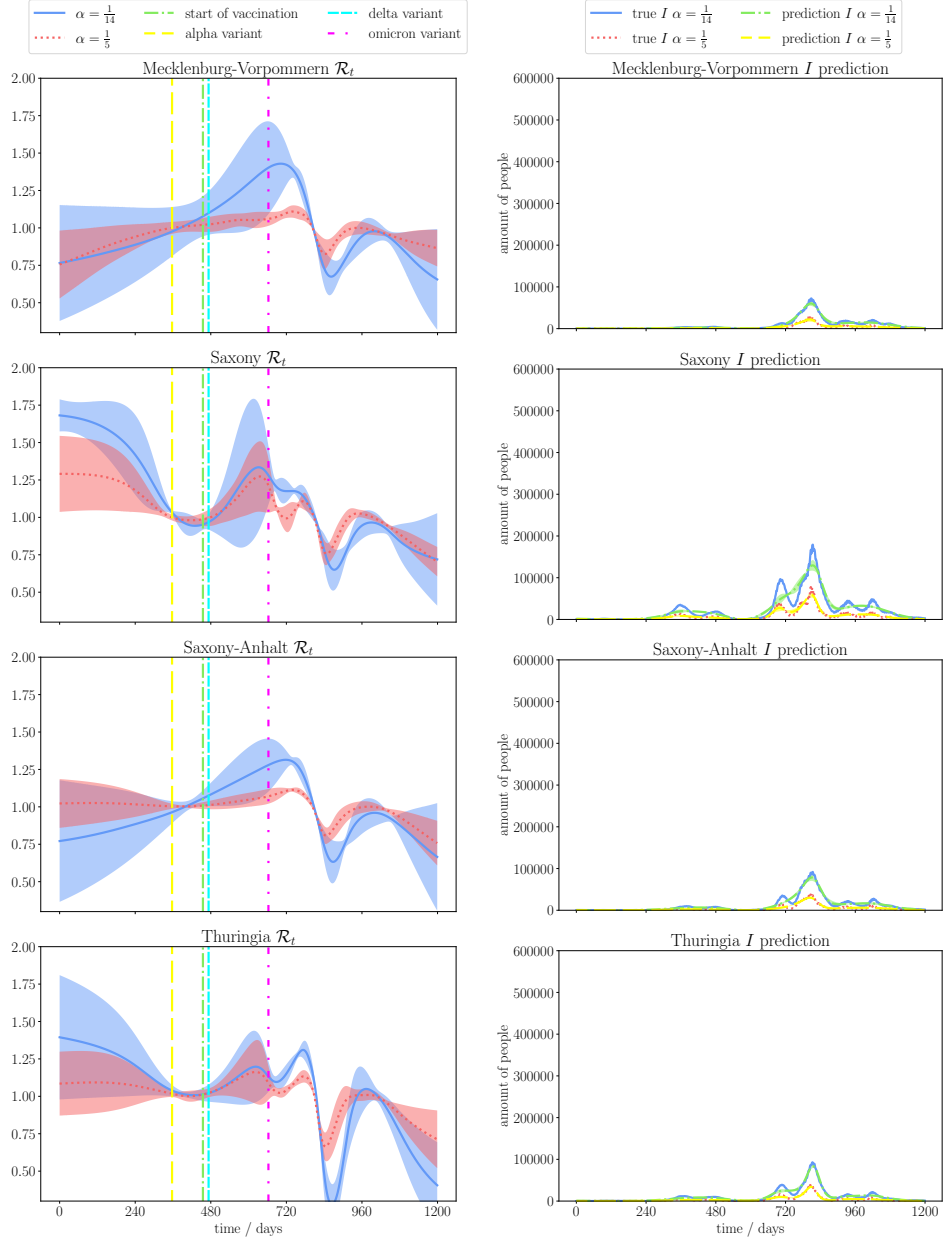 α = 1/14
start of vaccination
delta variant
α = 1/5
alpha variant
omicron variant
true I α = 1/14
prediction I α = 1/14
true I α = 1/5
prediction I α = 1/5
Mecklenburg-Vorpommern 𝓡t
2.00
1.75
1.50
1.25
1.00
0.75
0.50
Mecklenburg-Vorpommern I prediction
600000
500000
400000
300000
200000
100000
0
amount of people
Saxony 𝓡t
2.00
1.75
1.50
1.25
1.00
0.75
0.50
Saxony I prediction
600000
500000
400000
300000
200000
100000
0
amount of people
Saxony-Anhalt 𝓡t
2.00
1.75
1.50
1.25
1.00
0.75
0.50
Saxony-Anhalt I prediction
600000
500000
400000
300000
200000
100000
0
amount of people
Thuringia 𝓡t
2.00
1.75
1.50
1.25
1.00
0.75
0.50
0 240 480 720 960 1200
time / days
Thuringia I prediction
600000
500000
400000
300000
200000
100000
0
amount of people
0 240 480 720 960 1200
time / days